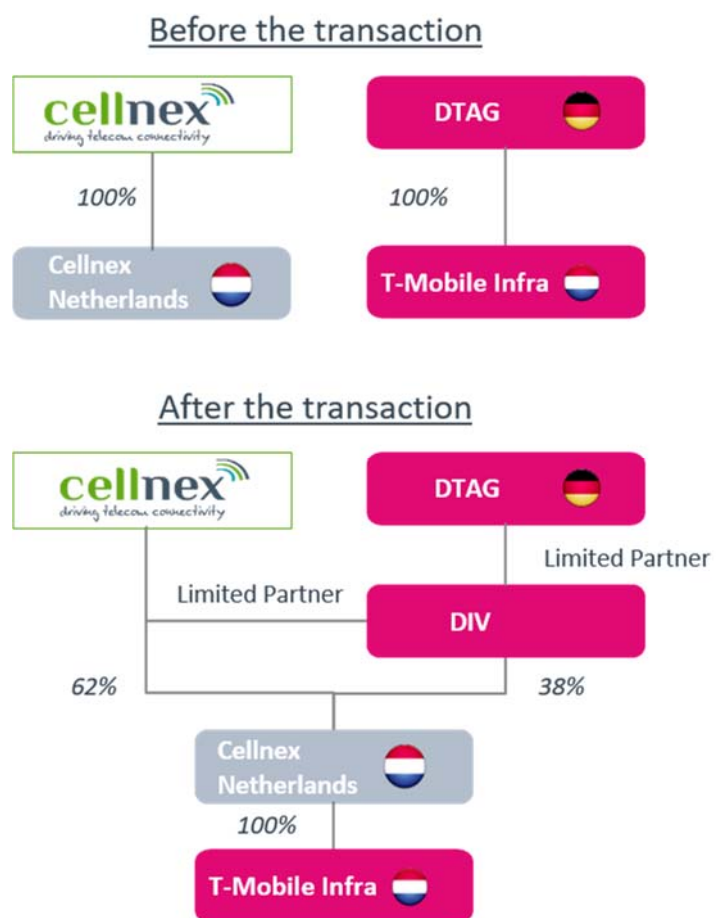 Before the transaction
cellnex
driving telecom connectivity
DTAG
100%
100%
Cellnex
Netherlands
T-Mobile Infra
After the transaction
cellnex
driving telecom connectivity
DTAG
Limited Partner
Limited Partner
DIV
62%
38%
Cellnex
Netherlands
100%
T-Mobile Infra